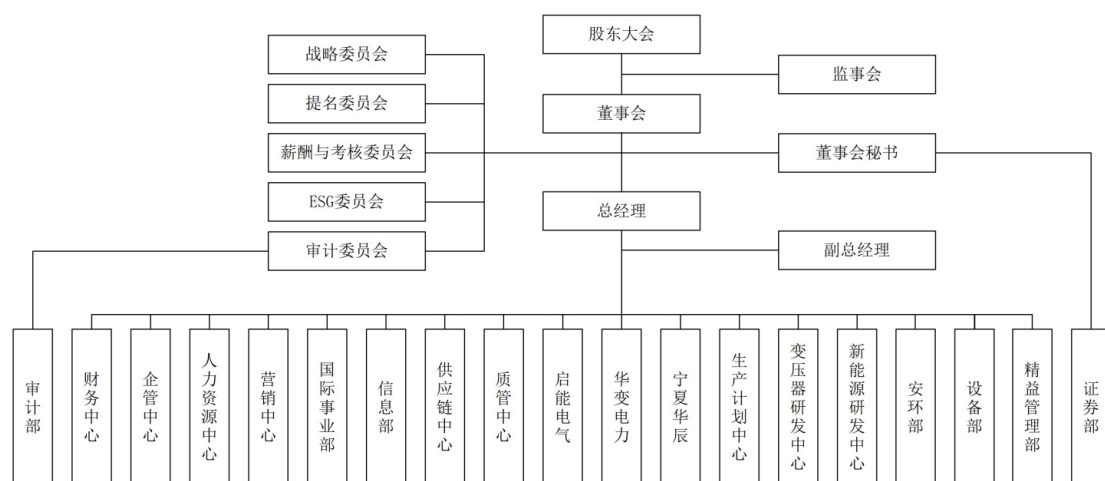 股东大会
战略委员会
监事会
提名委员会
董事会
薪酬与考核委员会
董事会秘书
ESG委员会
总经理
审计委员会
副总经理
审计部
财务中心
企管中心
人力资源中心
营销中心
国际事业部
信息部
供应链中心
质管中心
启能电气
华变电力
宁夏华辰
生产计划中心
变压器研发中心
新能源研发中心
安环部
设备部
精益管理部
证券部